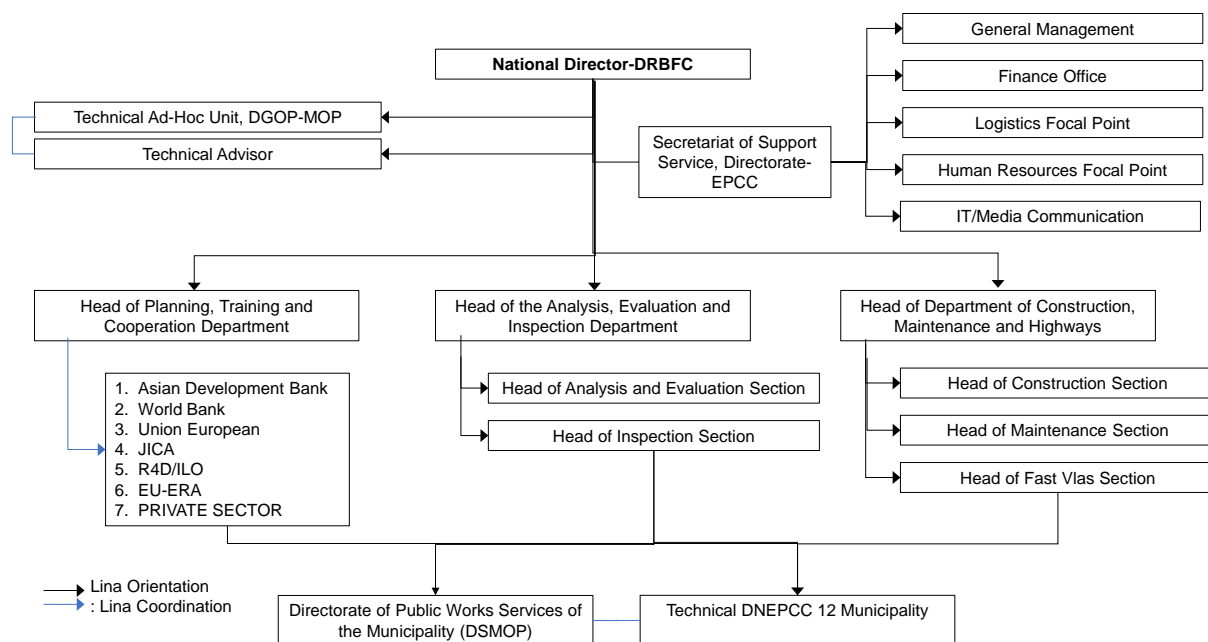 General Management
National Director-DRBFC
Finance Office
Technical Ad-Hoc Unit, DGOP-MOP
Logistics Focal Point
Technical Advisor
Secretariat of Support
Service, Directorate-
EPCC
Human Resources Focal Point
IT/Media Communication
Head of Planning, Training and
Cooperation Department
Head of the Analysis, Evaluation and
Inspection Department
Head of Department of Construction,
Maintenance and Highways
1. Asian Development Bank
2. World Bank
3. Union European
4. JICA
5. R4D/ILO
6. EU-ERA
7. PRIVATE SECTOR
Head of Analysis and Evaluation Section
Head of Inspection Section
Head of Construction Section
Head of Maintenance Section
Head of Fast Vlas Section
Lina Orientation
: Lina Coordination
Directorate of Public Works Services of
the Municipality (DSMOP)
Technical DNEPCC 12 Municipality